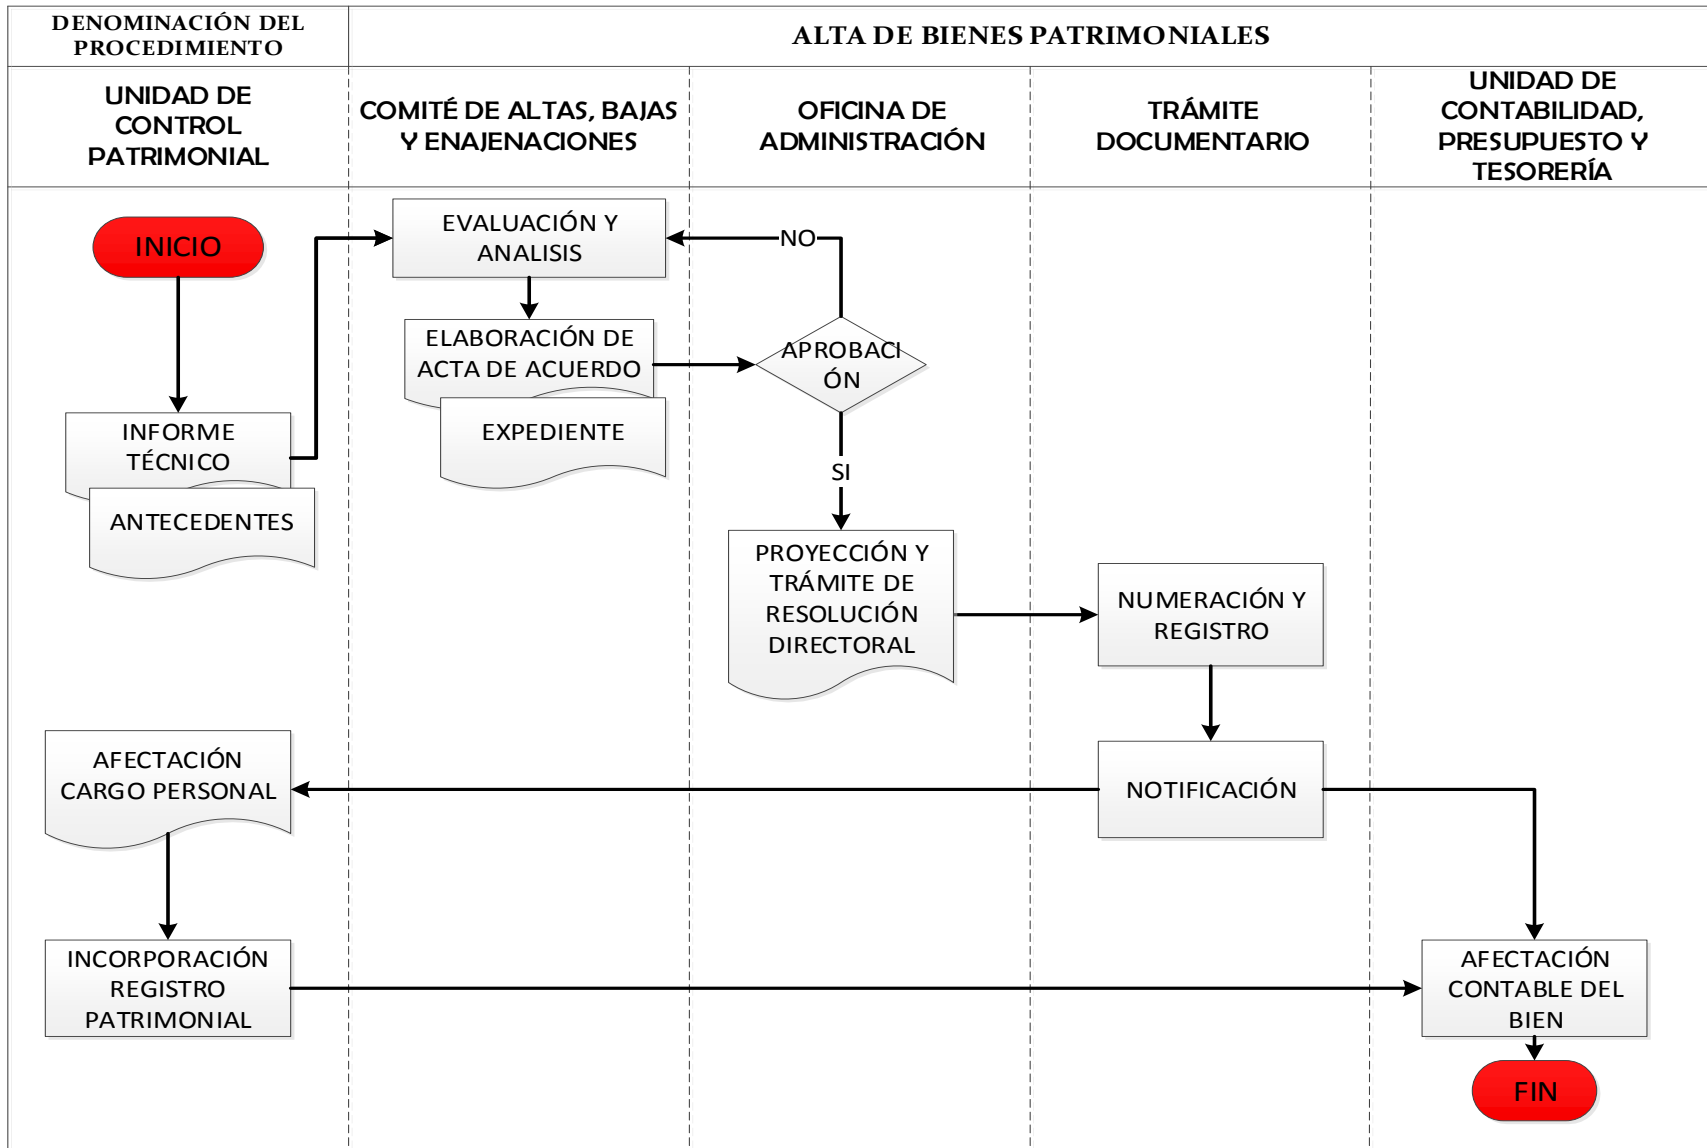 DENOMINACIÓN DEL
PROCEDIMIENTO
ALTA DE BIENES PATRIMONIALES
UNIDAD DE
CONTROL
PATRIMONIAL
COMITÉ DE ALTAS, BAJAS
Y ENAJENACIONES
OFICINA DE
ADMINISTRACIÓN
TRÁMITE
DOCUMENTARIO
UNIDAD DE
CONTABILIDAD,
PRESUPUESTO Y
TESORERÍA
INICIO
EVALUACIÓN Y
ANALISIS
NO
ELABORACIÓN DE
ACTA DE ACUERDO
APROBACI
ÓN
EXPEDIENTE
INFORME
TÉCNICO
ANTECEDENTES
SI
PROYECCIÓN Y
TRÁMITE DE
RESOLUCIÓN
DIRECTORAL
NUMERACIÓN Y
REGISTRO
AFECTACIÓN
CARGO PERSONAL
NOTIFICACIÓN
INCORPORACIÓN
REGISTRO
PATRIMONIAL
AFECTACIÓN
CONTABLE DEL
BIEN
FIN